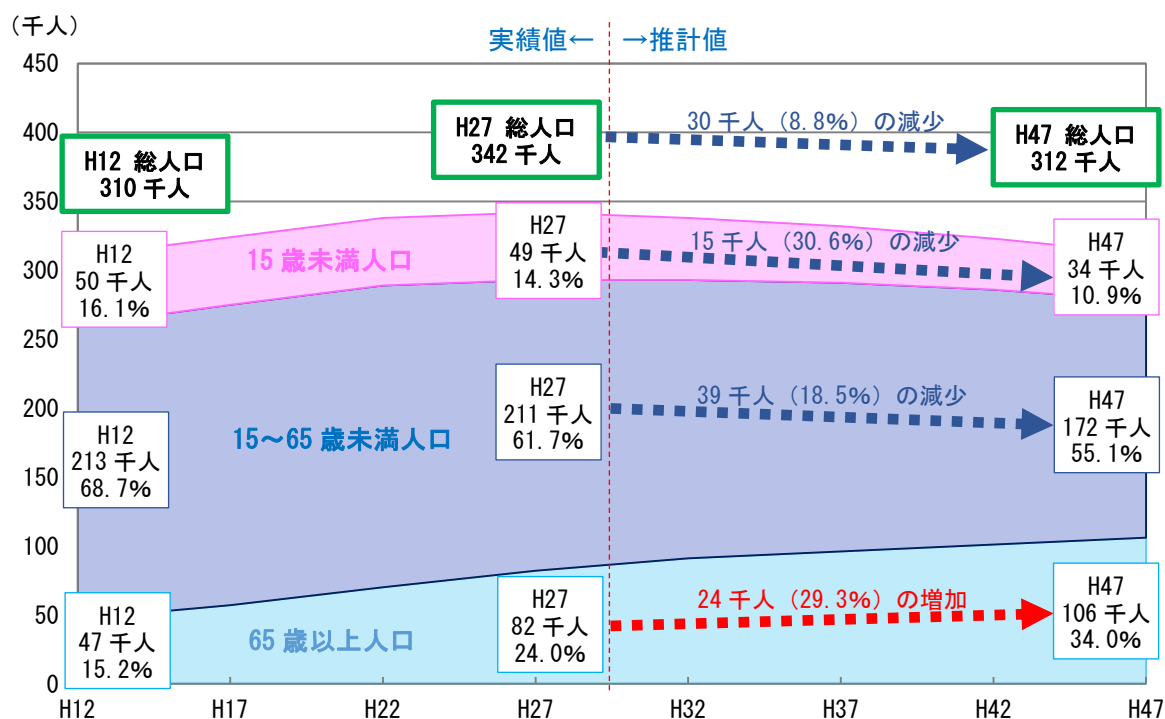 (千人)
実績値← →推計値
450
400
350
300
250
200
150
100
50
0
H12 総人口
310 千人
H27 総人口
342 千人
30 千人（8.8%）の減少
H47 総人口
312 千人
H12
50 千人
16.1%
15 歳未満人口
H27
49 千人
14.3%
15 千人（30.6%）の減少
H47
34 千人
10.9%
H12
213 千人
68.7%
15～65 歳未満人口
H27
211 千人
61.7%
39 千人（18.5%）の減少
H47
172 千人
55.1%
H12
47 千人
15.2%
65 歳以上人口
H27
82 千人
24.0%
24 千人（29.3%）の増加
H47
106 千人
34.0%
H12 H17 H22 H27 H32 H37 H42 H47